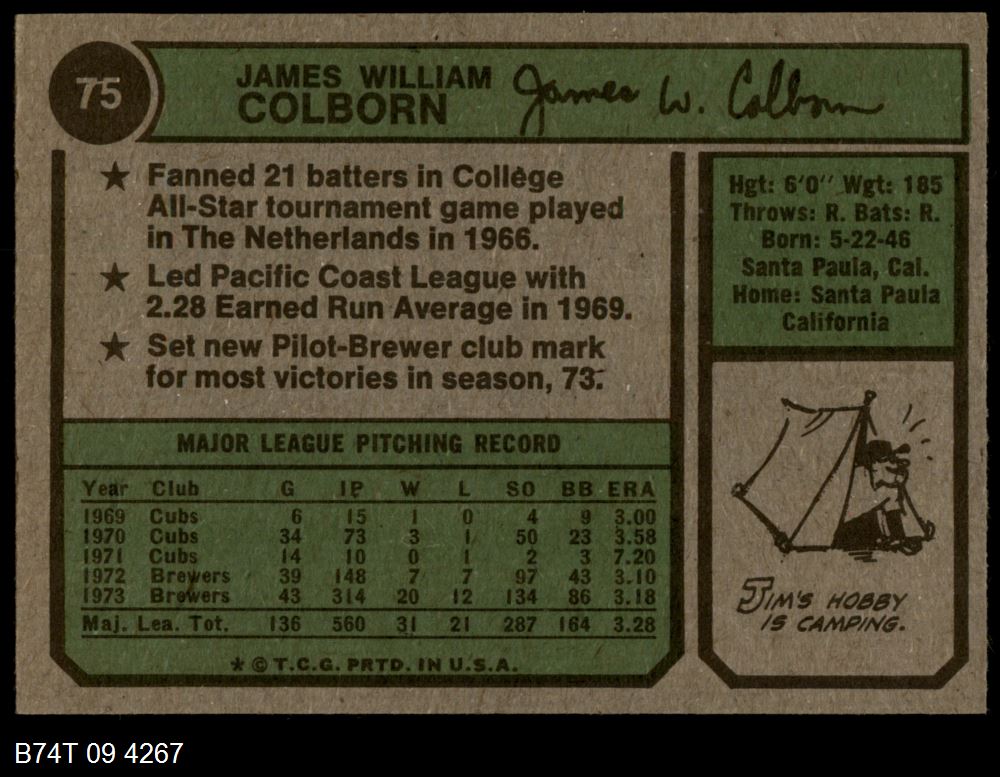 75
JAMES WILLIAM
COLBORN
James W. Colborn
★ Fanned 21 batters in College
All-Star tournament game played
in The Netherlands in 1966.
★ Led Pacific Coast League with
2.28 Earned Run Average in 1969.
★ Set new Pilot-Brewer club mark
for most victories in season, 73.
Hgt: 6'0" Wgt: 185
Throws: R. Bats: R.
Born: 5-22-46
Santa Paula, Cal.
Home: Santa Paula
California
MAJOR LEAGUE PITCHING RECORD
Year Club G IP W L SO BB ERA
1969 Cubs 6 15 1 0 4 9 3.00
1970 Cubs 34 73 3 1 50 23 3.58
1971 Cubs 14 10 0 1 2 3 7.20
1972 Brewers 39 148 7 7 97 43 3.10
1973 Brewers 43 314 20 12 134 86 3.18
Maj. Lea. Tot. 136 560 31 21 287 164 3.28
★ © T.C.G. PRTD. IN U.S.A.
JIM'S HOBBY
IS CAMPING.
B74T 09 4267